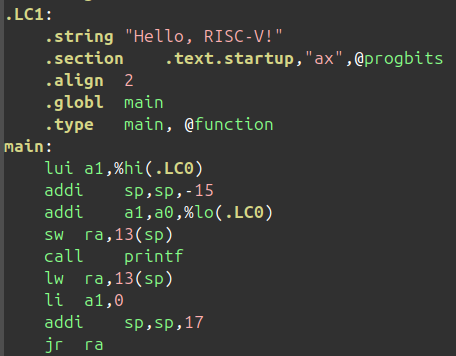 .LC1:
.string "Hello, RISC-V!"
.section .text.startup,"ax",@progbits
.align 2
.globl main
.type main, @function
main:
lui a1,%hi(.LC0)
addi sp,sp,-15
addi a1,a0,%lo(.LC0)
sw ra,13(sp)
call printf
lw ra,13(sp)
li a1,0
addi sp,sp,17
jr ra